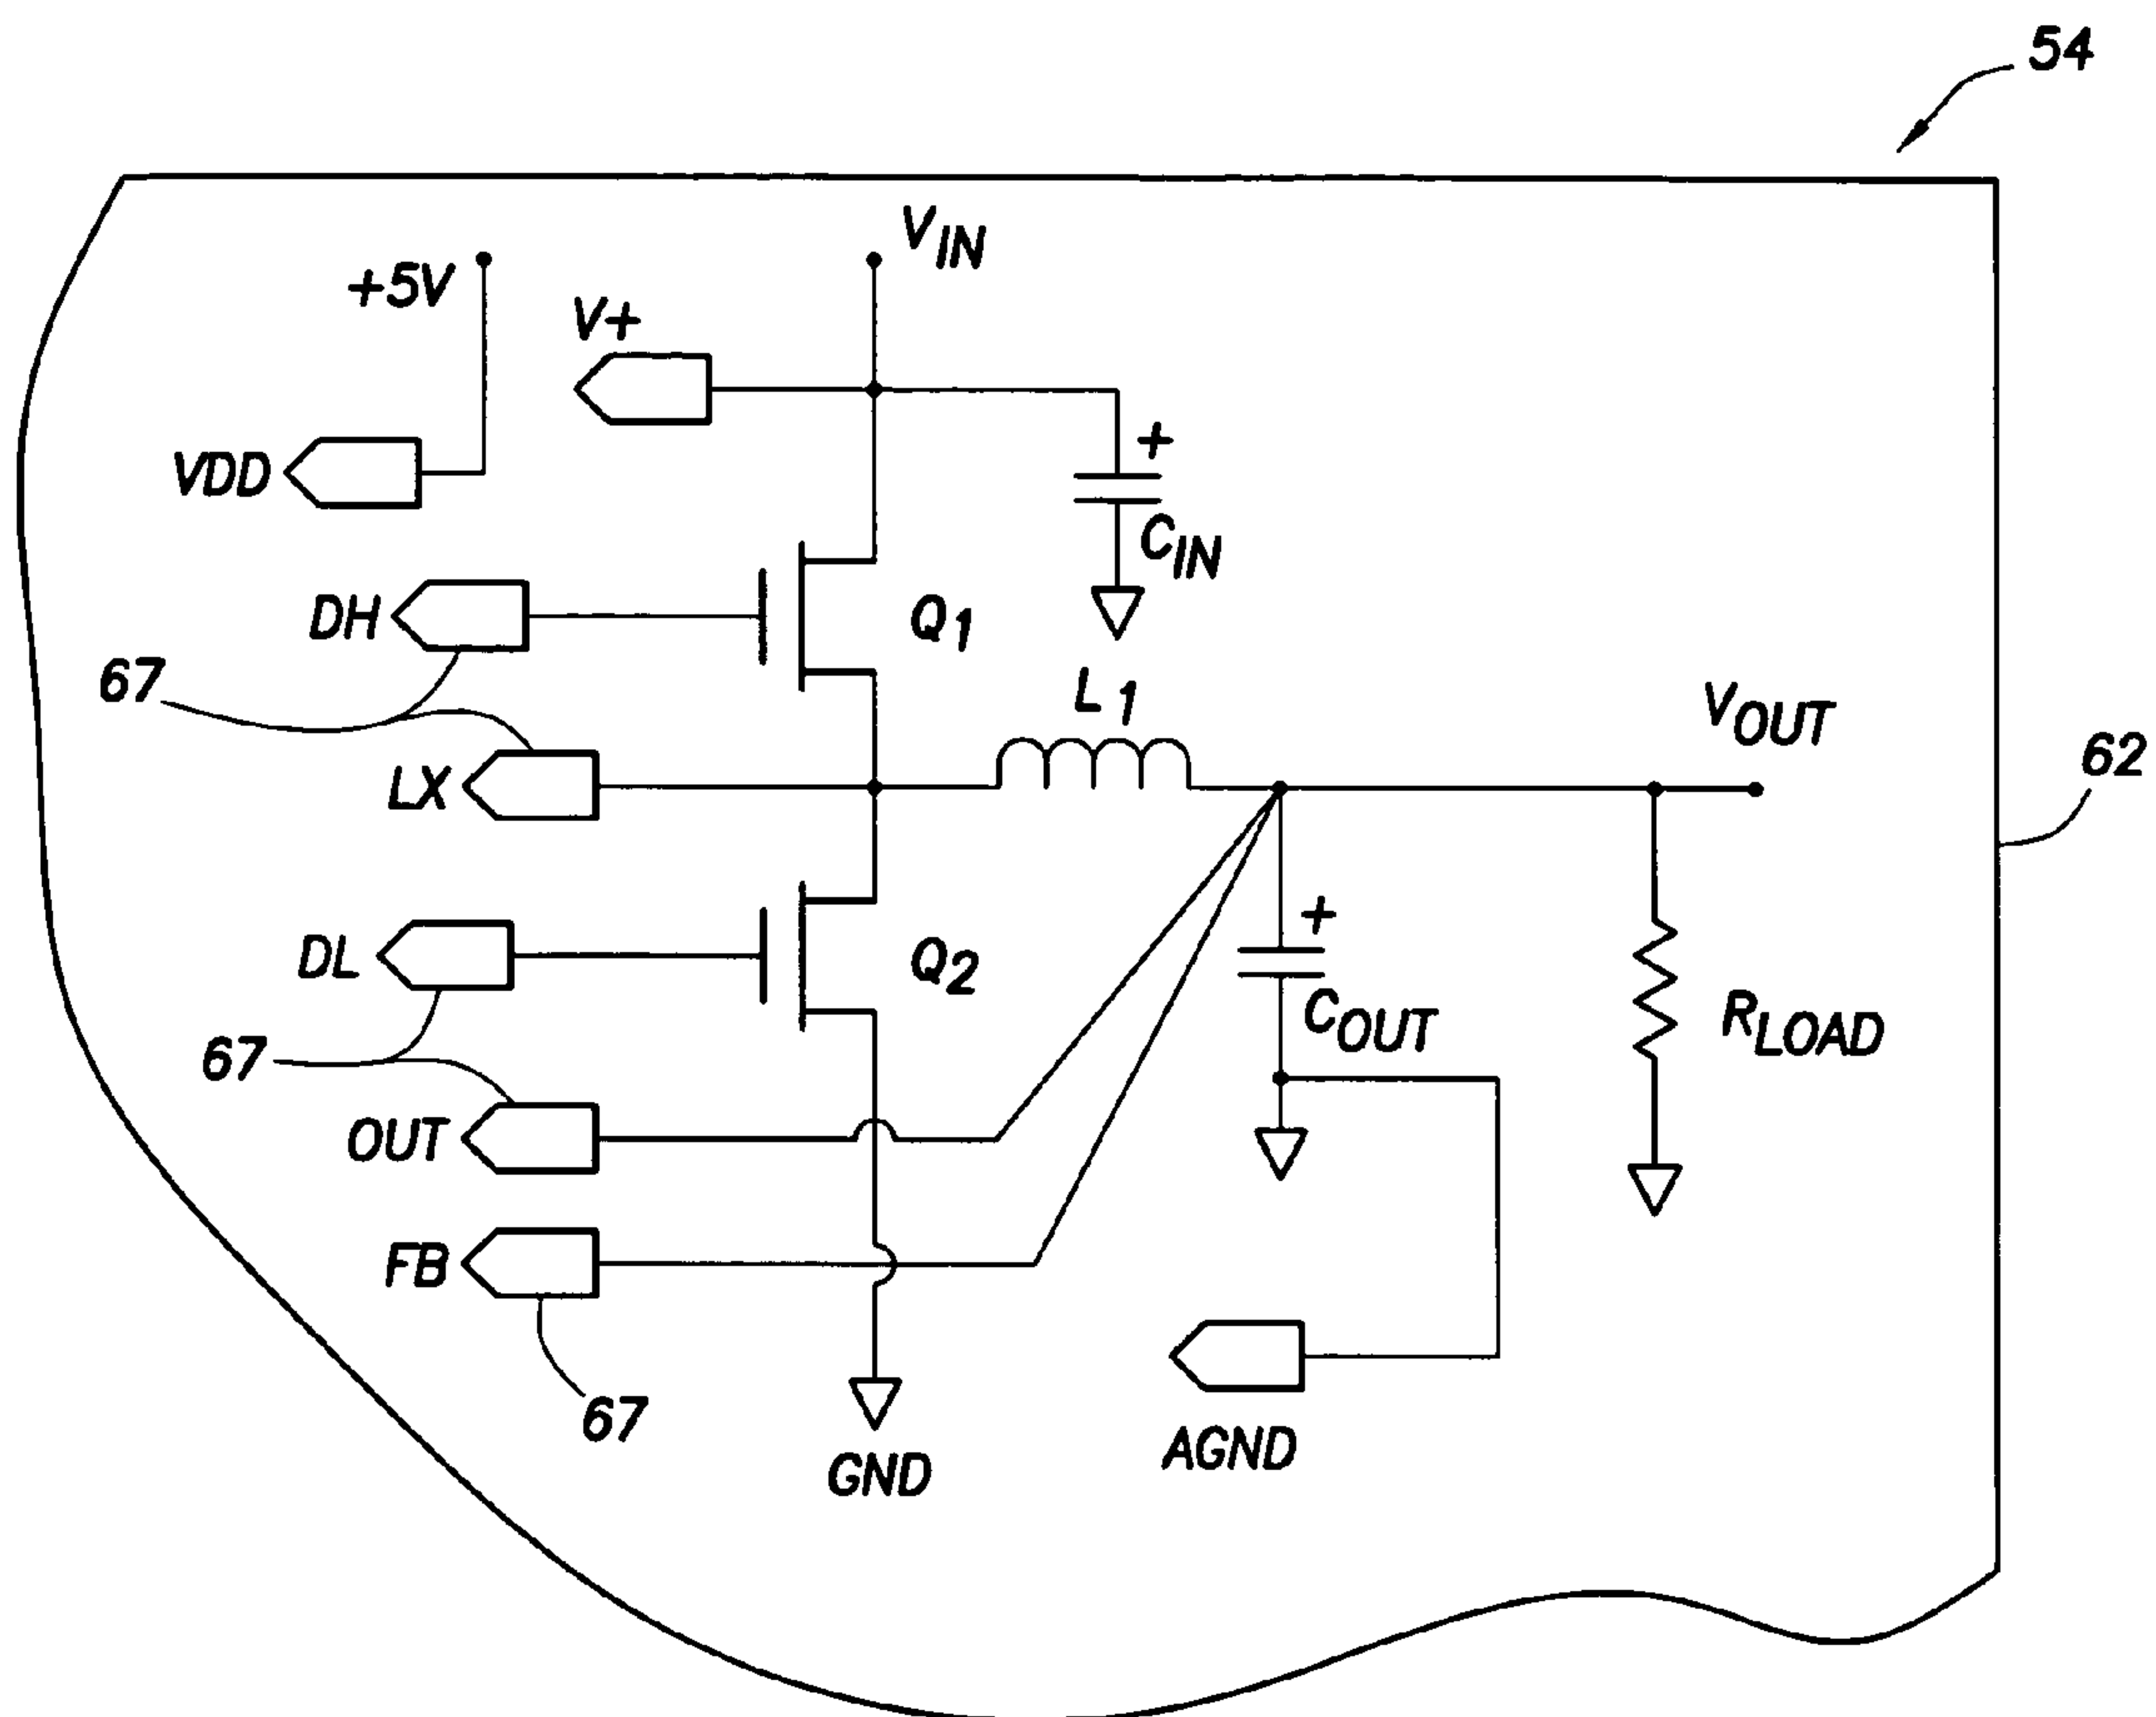 54
VIN
+5V
V+
VDD
+
CIN
DH
Q1
67
L1
VOUT
LX
62
+
DL
Q2
COUT
RLOAD
67
OUT
FB
67
AGND
GND